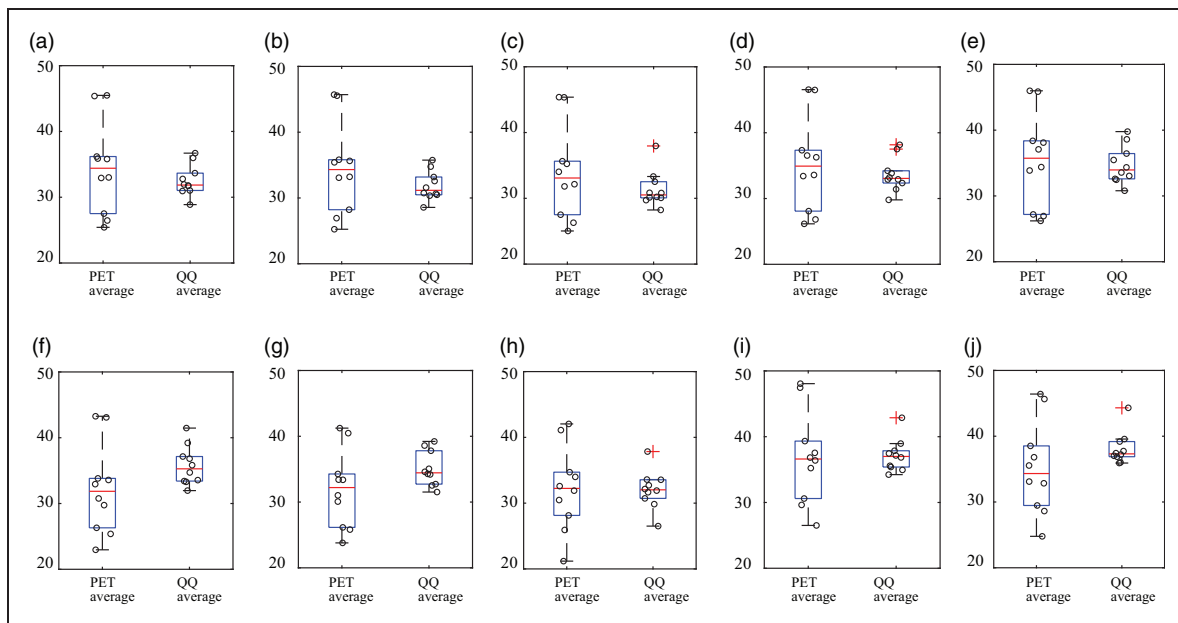 (a) (b) (c) (d) (e)
50 50 50 50 50
40 40 40 40 40
30 30 30 30 30
20 20 20 20 20
PET QQ PET QQ PET QQ PET QQ PET QQ
average average average average average average average average average average
(f) (g) (h) (i) (j)
50 50 50 50 50
40 40 40 40 40
30 30 30 30 30
20 20 20 20 20
PET QQ PET QQ PET QQ PET QQ PET QQ
average average average average average average average average average average